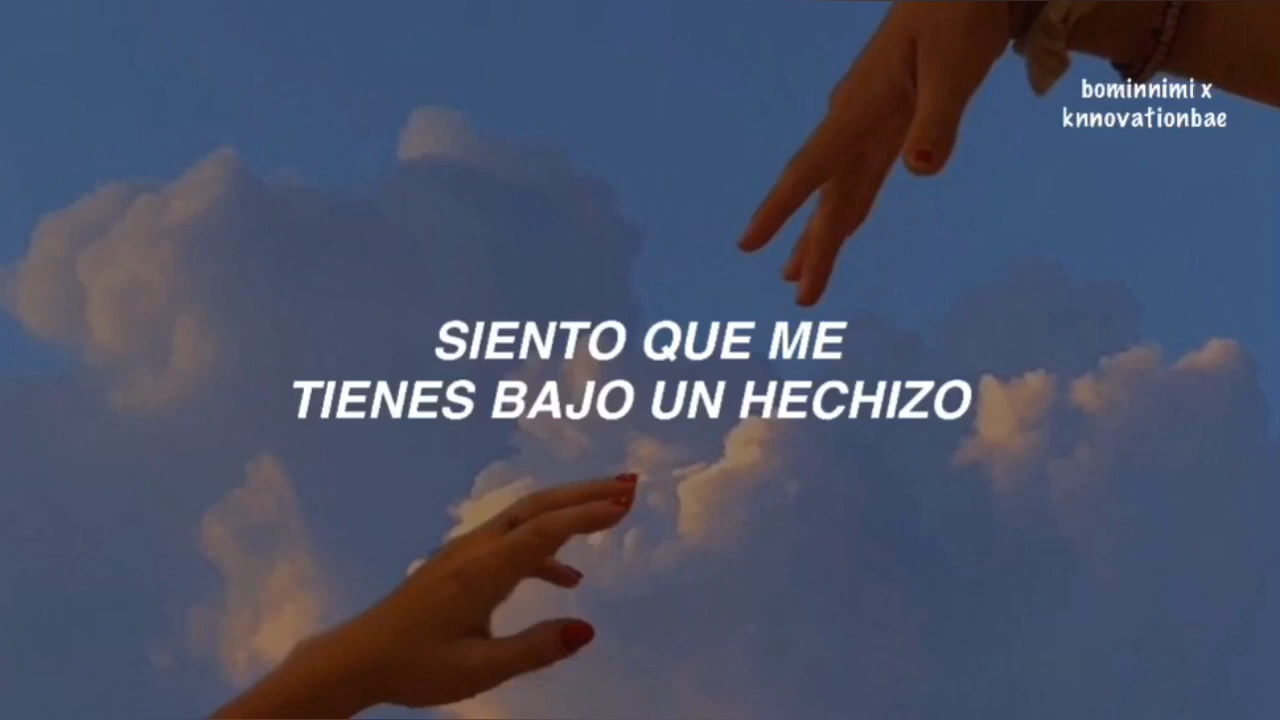 bominnimi x
knnovationbae
SIENTO QUE ME
TIENES BAJO UN HECHIZO